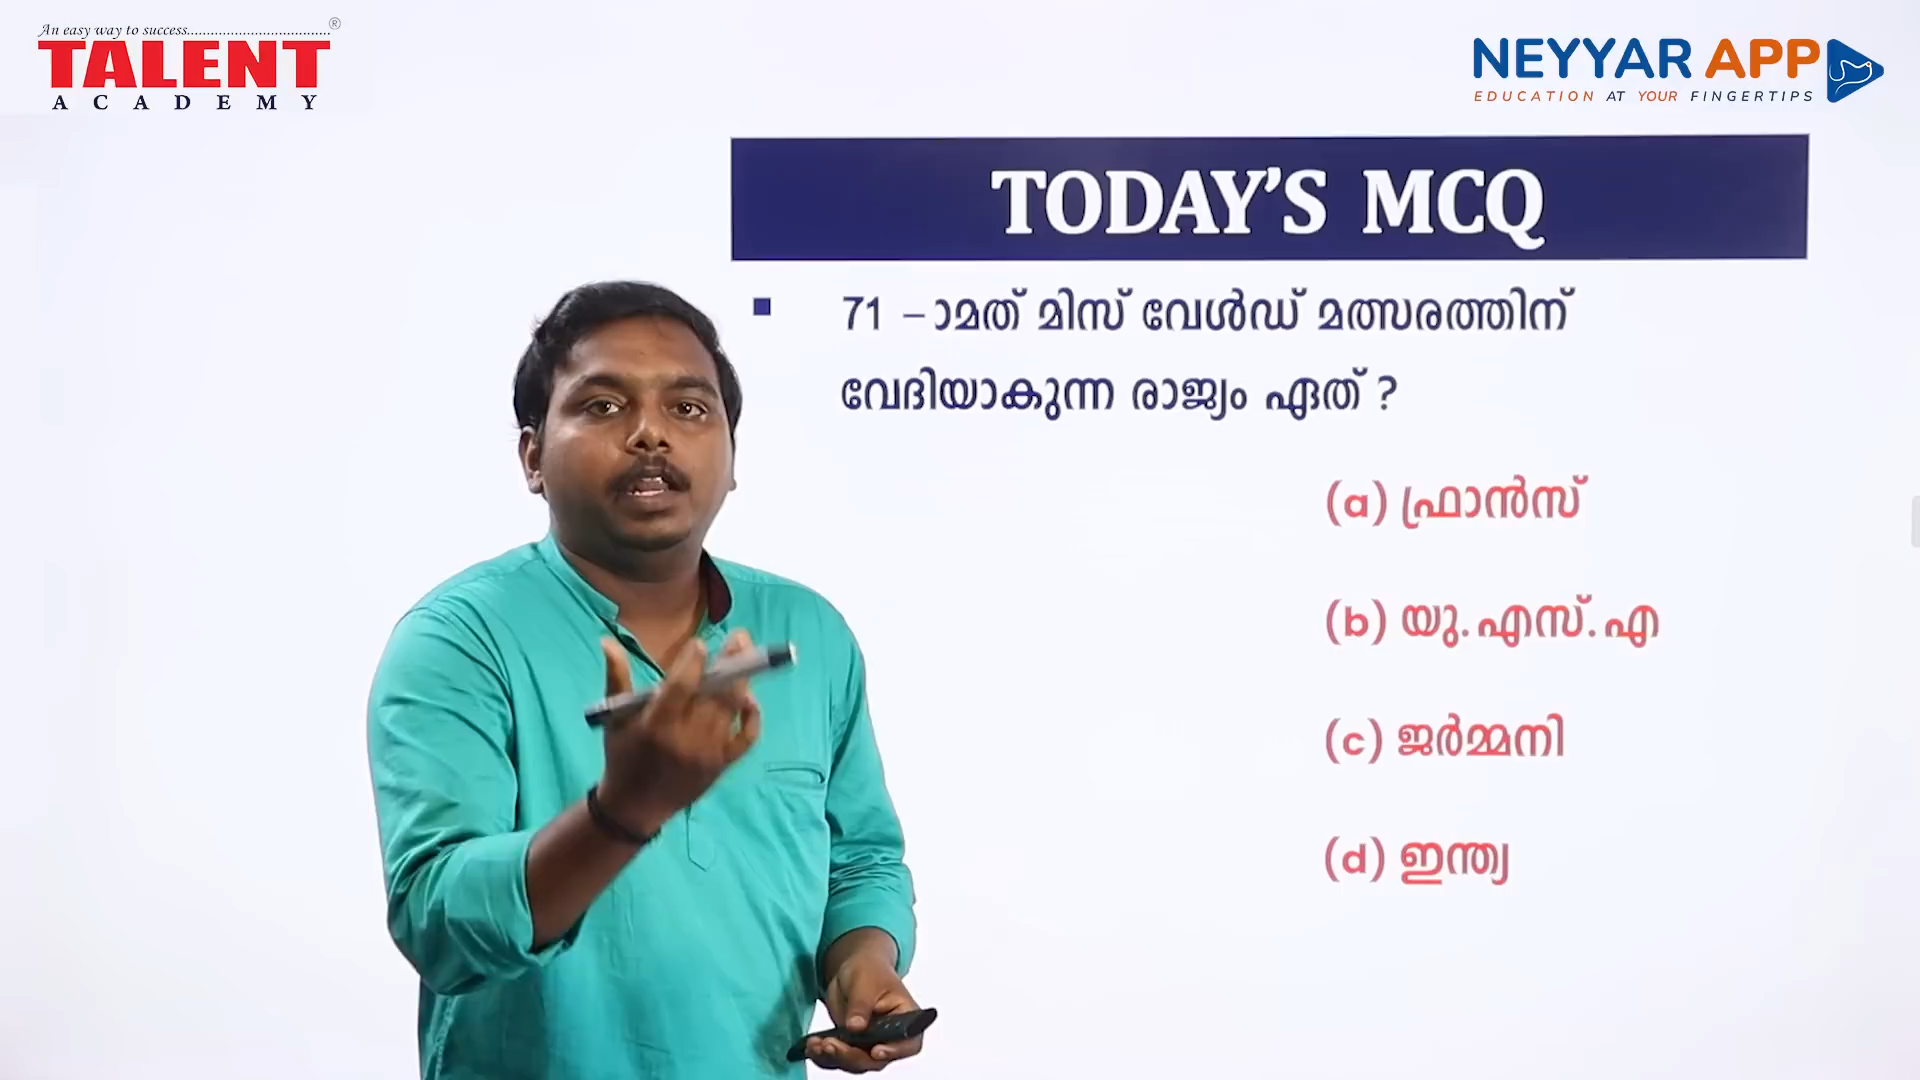 An easy way to success.................................... ®
TALENT
ACADEMY
NEYYAR APP
EDUCATION AT YOUR FINGERTIPS
TODAY'S MCQ
▪ 71 – ാമത് മിസ് വേൾഡ് മത്സരത്തിന്
വേദിയാകുന്ന രാജ്യം ഏത് ?
(a) ഫ്രാൻസ്
(b) യു.എസ്.എ
(c) ജർമ്മനി
(d) ഇന്ത്യ